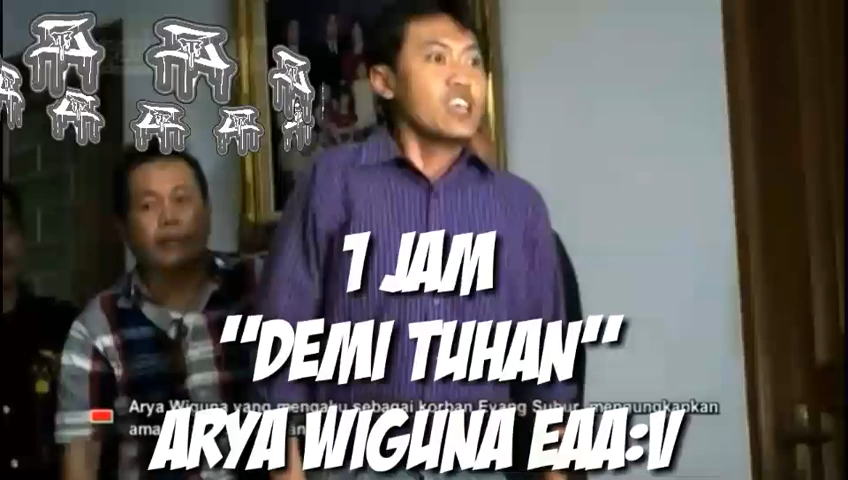 1 JAM
"DEMI TUHAN"
Arya Wiguna yang mengaku sebagai korban Eyang Subur, mengungkapkan
ARYA WIGUNA EAA:V